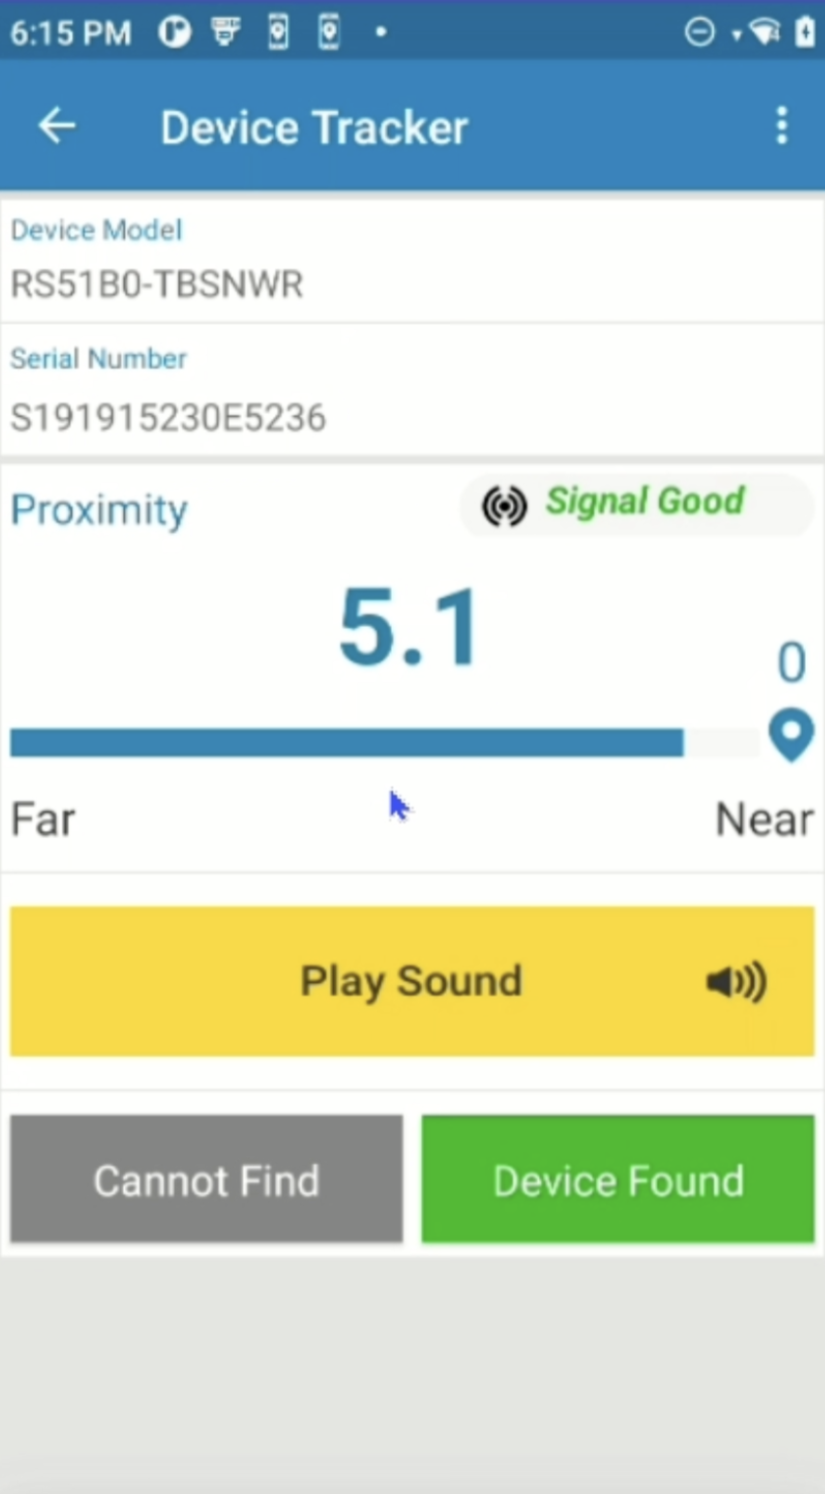 6:15 PM
Device Tracker
Device Model
RS51B0-TBSNWR
Serial Number
S191915230E5236
Proximity
Signal Good
5.1
0
Far
Near
Play Sound
Cannot Find
Device Found